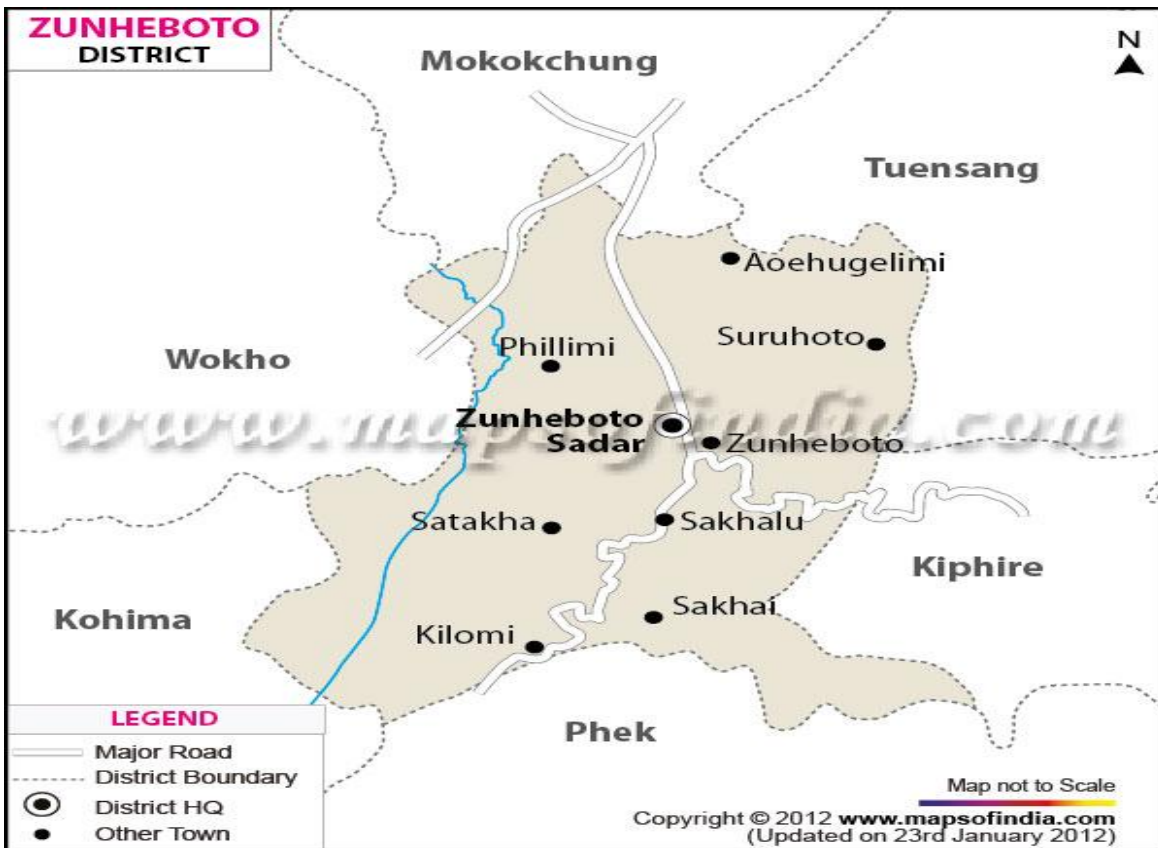 ZUNHEBOTO
DISTRICT
N
Mokokchung
Tuensang
Aoehugelimi
Suruhoto
Wokho
Phillimi
www.mapsofindia.com
Zunheboto
Sadar
Zunheboto
Satakha
Sakhalu
Kiphire
Kohima
Sakhai
Kilomi
Phek
LEGEND
Major Road
District Boundary
District HQ
Other Town
Map not to Scale
Copyright © 2012 www.mapsofindia.com
(Updated on 23rd January 2012)